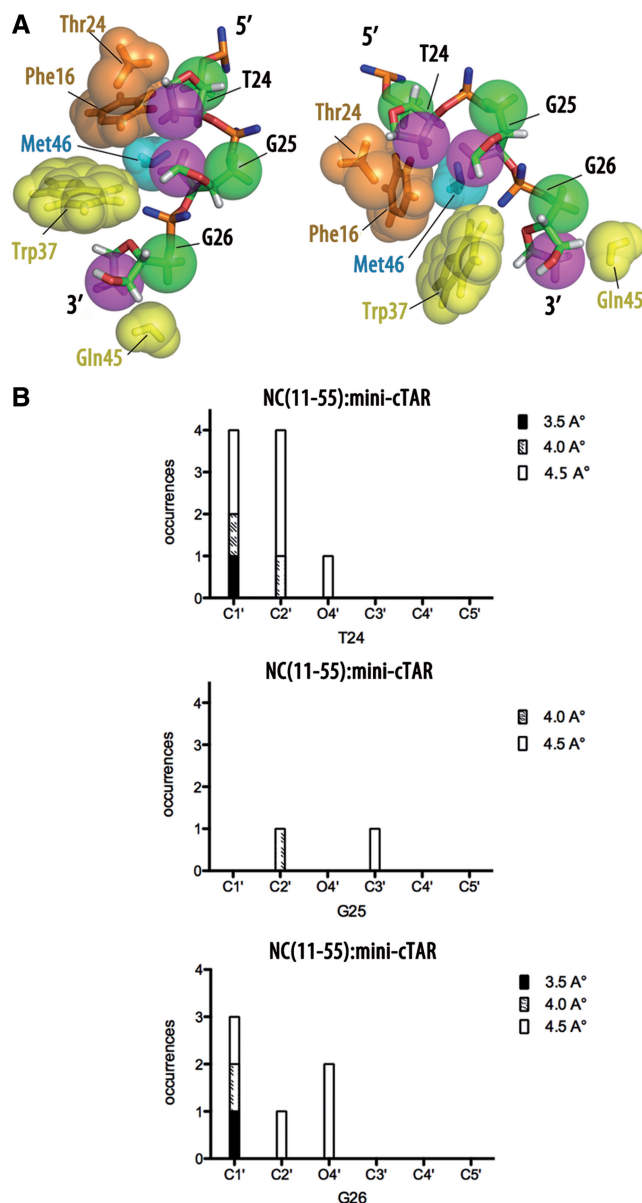 A
Thr24
5′
5′
T24
T24
Phe16
G25
Thr24
Met46
G25
G26
Phe16
G26
Trp37
Met46
3′
Trp37
3′
Gln45
Gln45
B
NC(11-55):mini-cTAR
occurrences
4
3
2
1
0
C1' C2' O4' C3' C4' C5'
T24
3.5 A°
4.0 A°
4.5 A°
NC(11-55):mini-cTAR
occurrences
4
3
2
1
0
C1' C2' O4' C3' C4' C5'
G25
4.0 A°
4.5 A°
NC(11-55):mini-cTAR
occurrences
4
3
2
1
0
C1' C2' O4' C3' C4' C5'
G26
3.5 A°
4.0 A°
4.5 A°